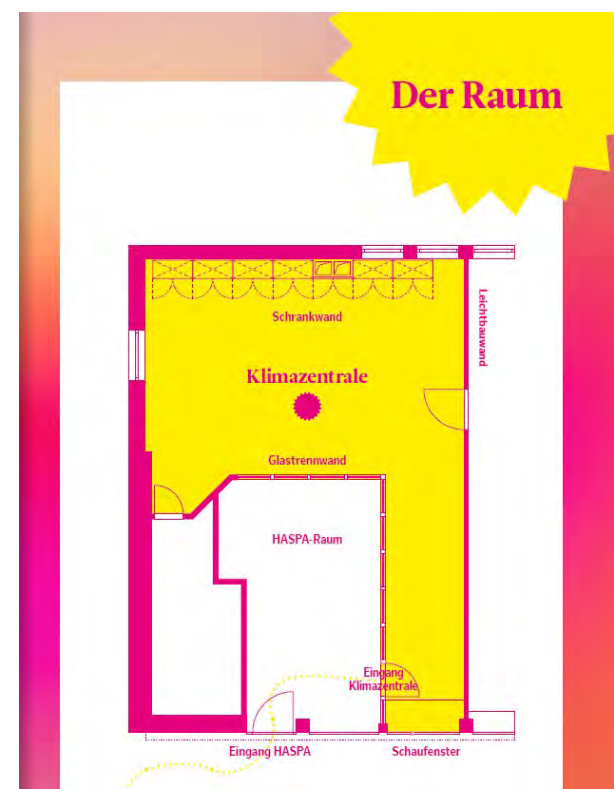 Der Raum
Schrankwand
Leichtbauwand
Klimazentrale
Glastrennwand
HASPA-Raum
Eingang
Klimazentrale
Eingang HASPA
Schaufenster